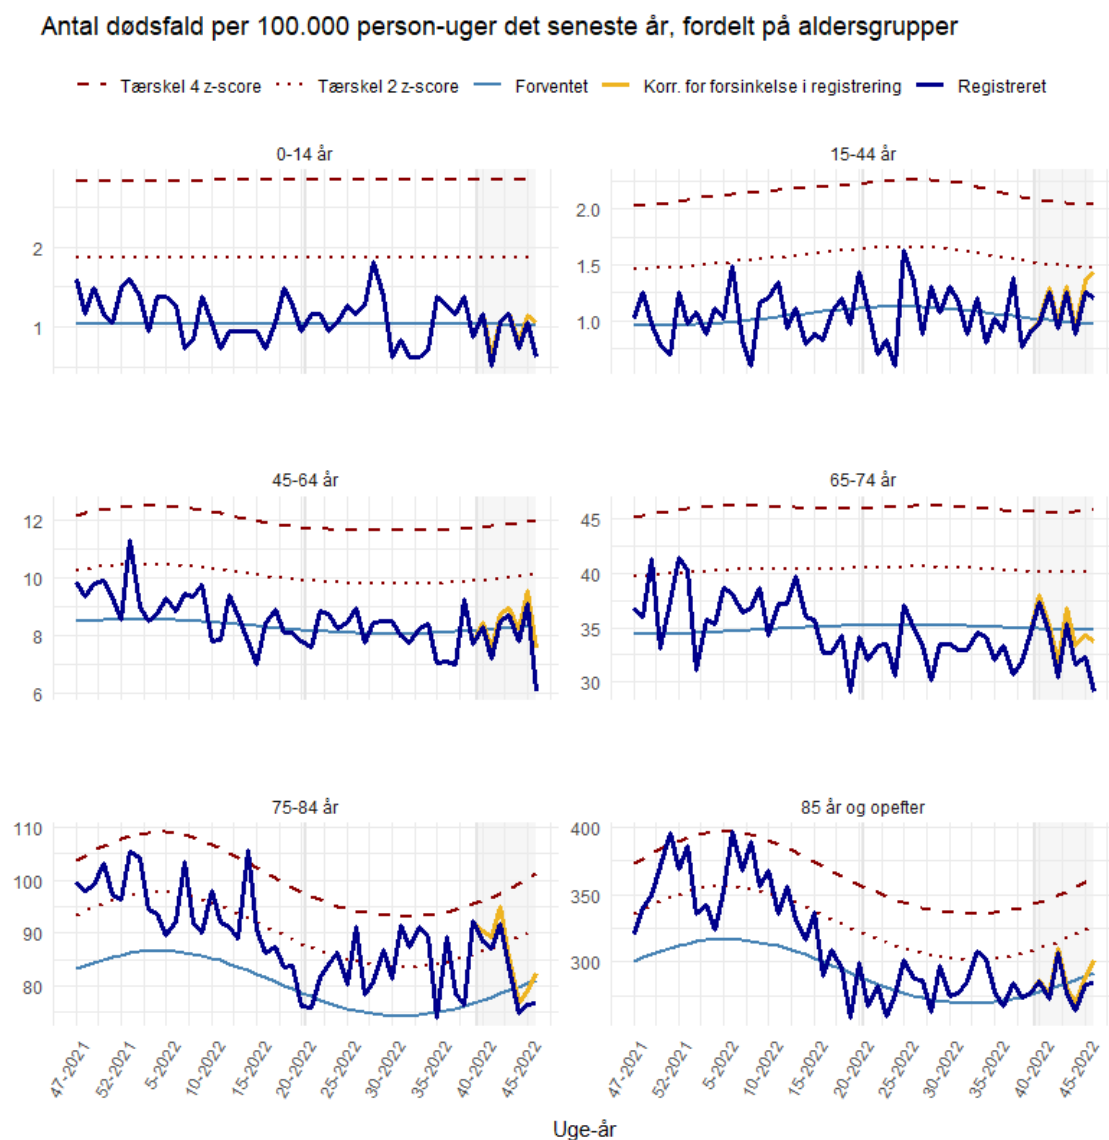 Antal dødsfald per 100.000 person-uger det seneste år, fordelt på aldersgrupper
Tærskel 4 z-score Tærskel 2 z-score Forventet Korr. for forsinkelse i registrering Registreret
0-14 år
2
1
15-44 år
2.0
1.5
1.0
45-64 år
12
10
8
6
65-74 år
45
40
35
30
75-84 år
110
100
90
80
85 år og opefter
400
350
300
47-2021 52-2021 5-2022 10-2022 15-2022 20-2022 25-2022 30-2022 35-2022 40-2022 45-2022
47-2021 52-2021 5-2022 10-2022 15-2022 20-2022 25-2022 30-2022 35-2022 40-2022 45-2022
Uge-år